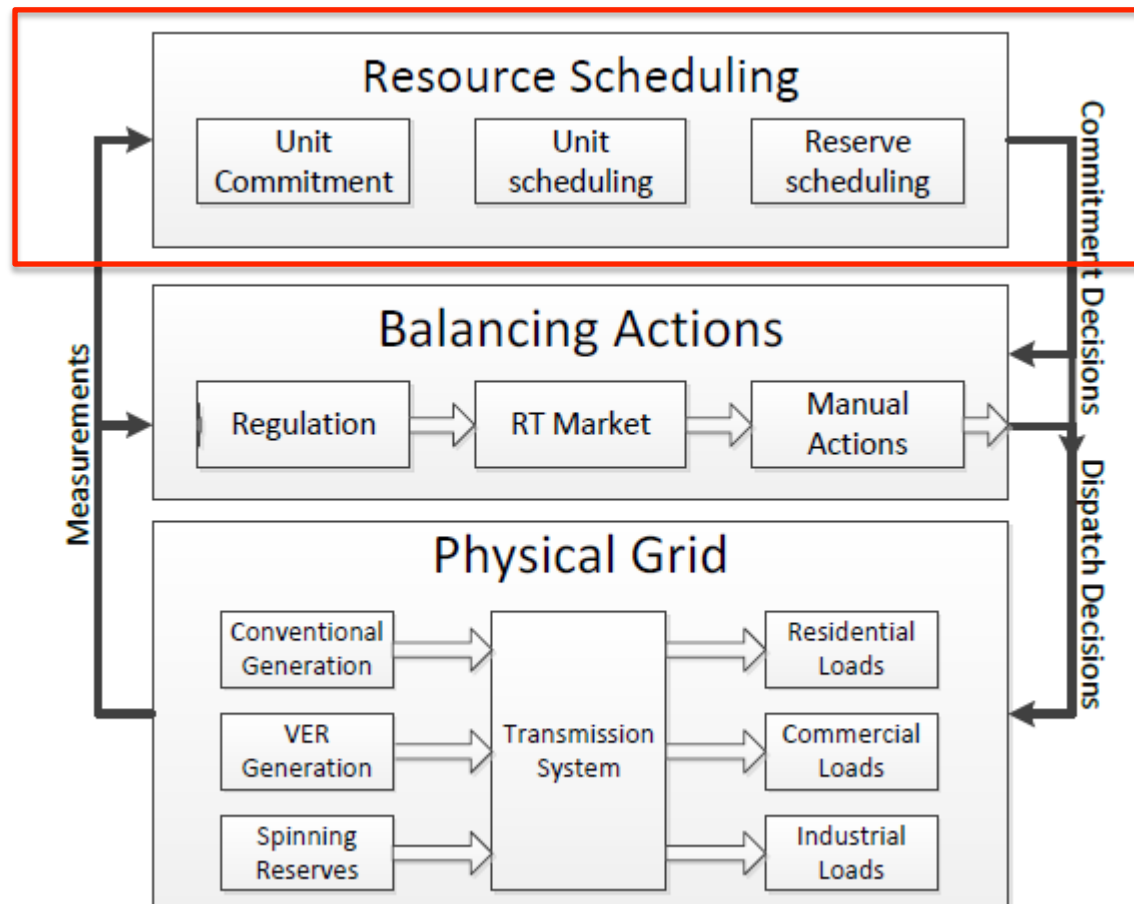 Resource Scheduling
Unit
Commitment
Unit
scheduling
Reserve
scheduling
Commitment Decisions
Balancing Actions
Regulation
RT Market
Manual
Actions
Measurements
Dispatch Decisions
Physical Grid
Conventional
Generation
VER
Generation
Spinning
Reserves
Transmission
System
Residential
Loads
Commercial
Loads
Industrial
Loads